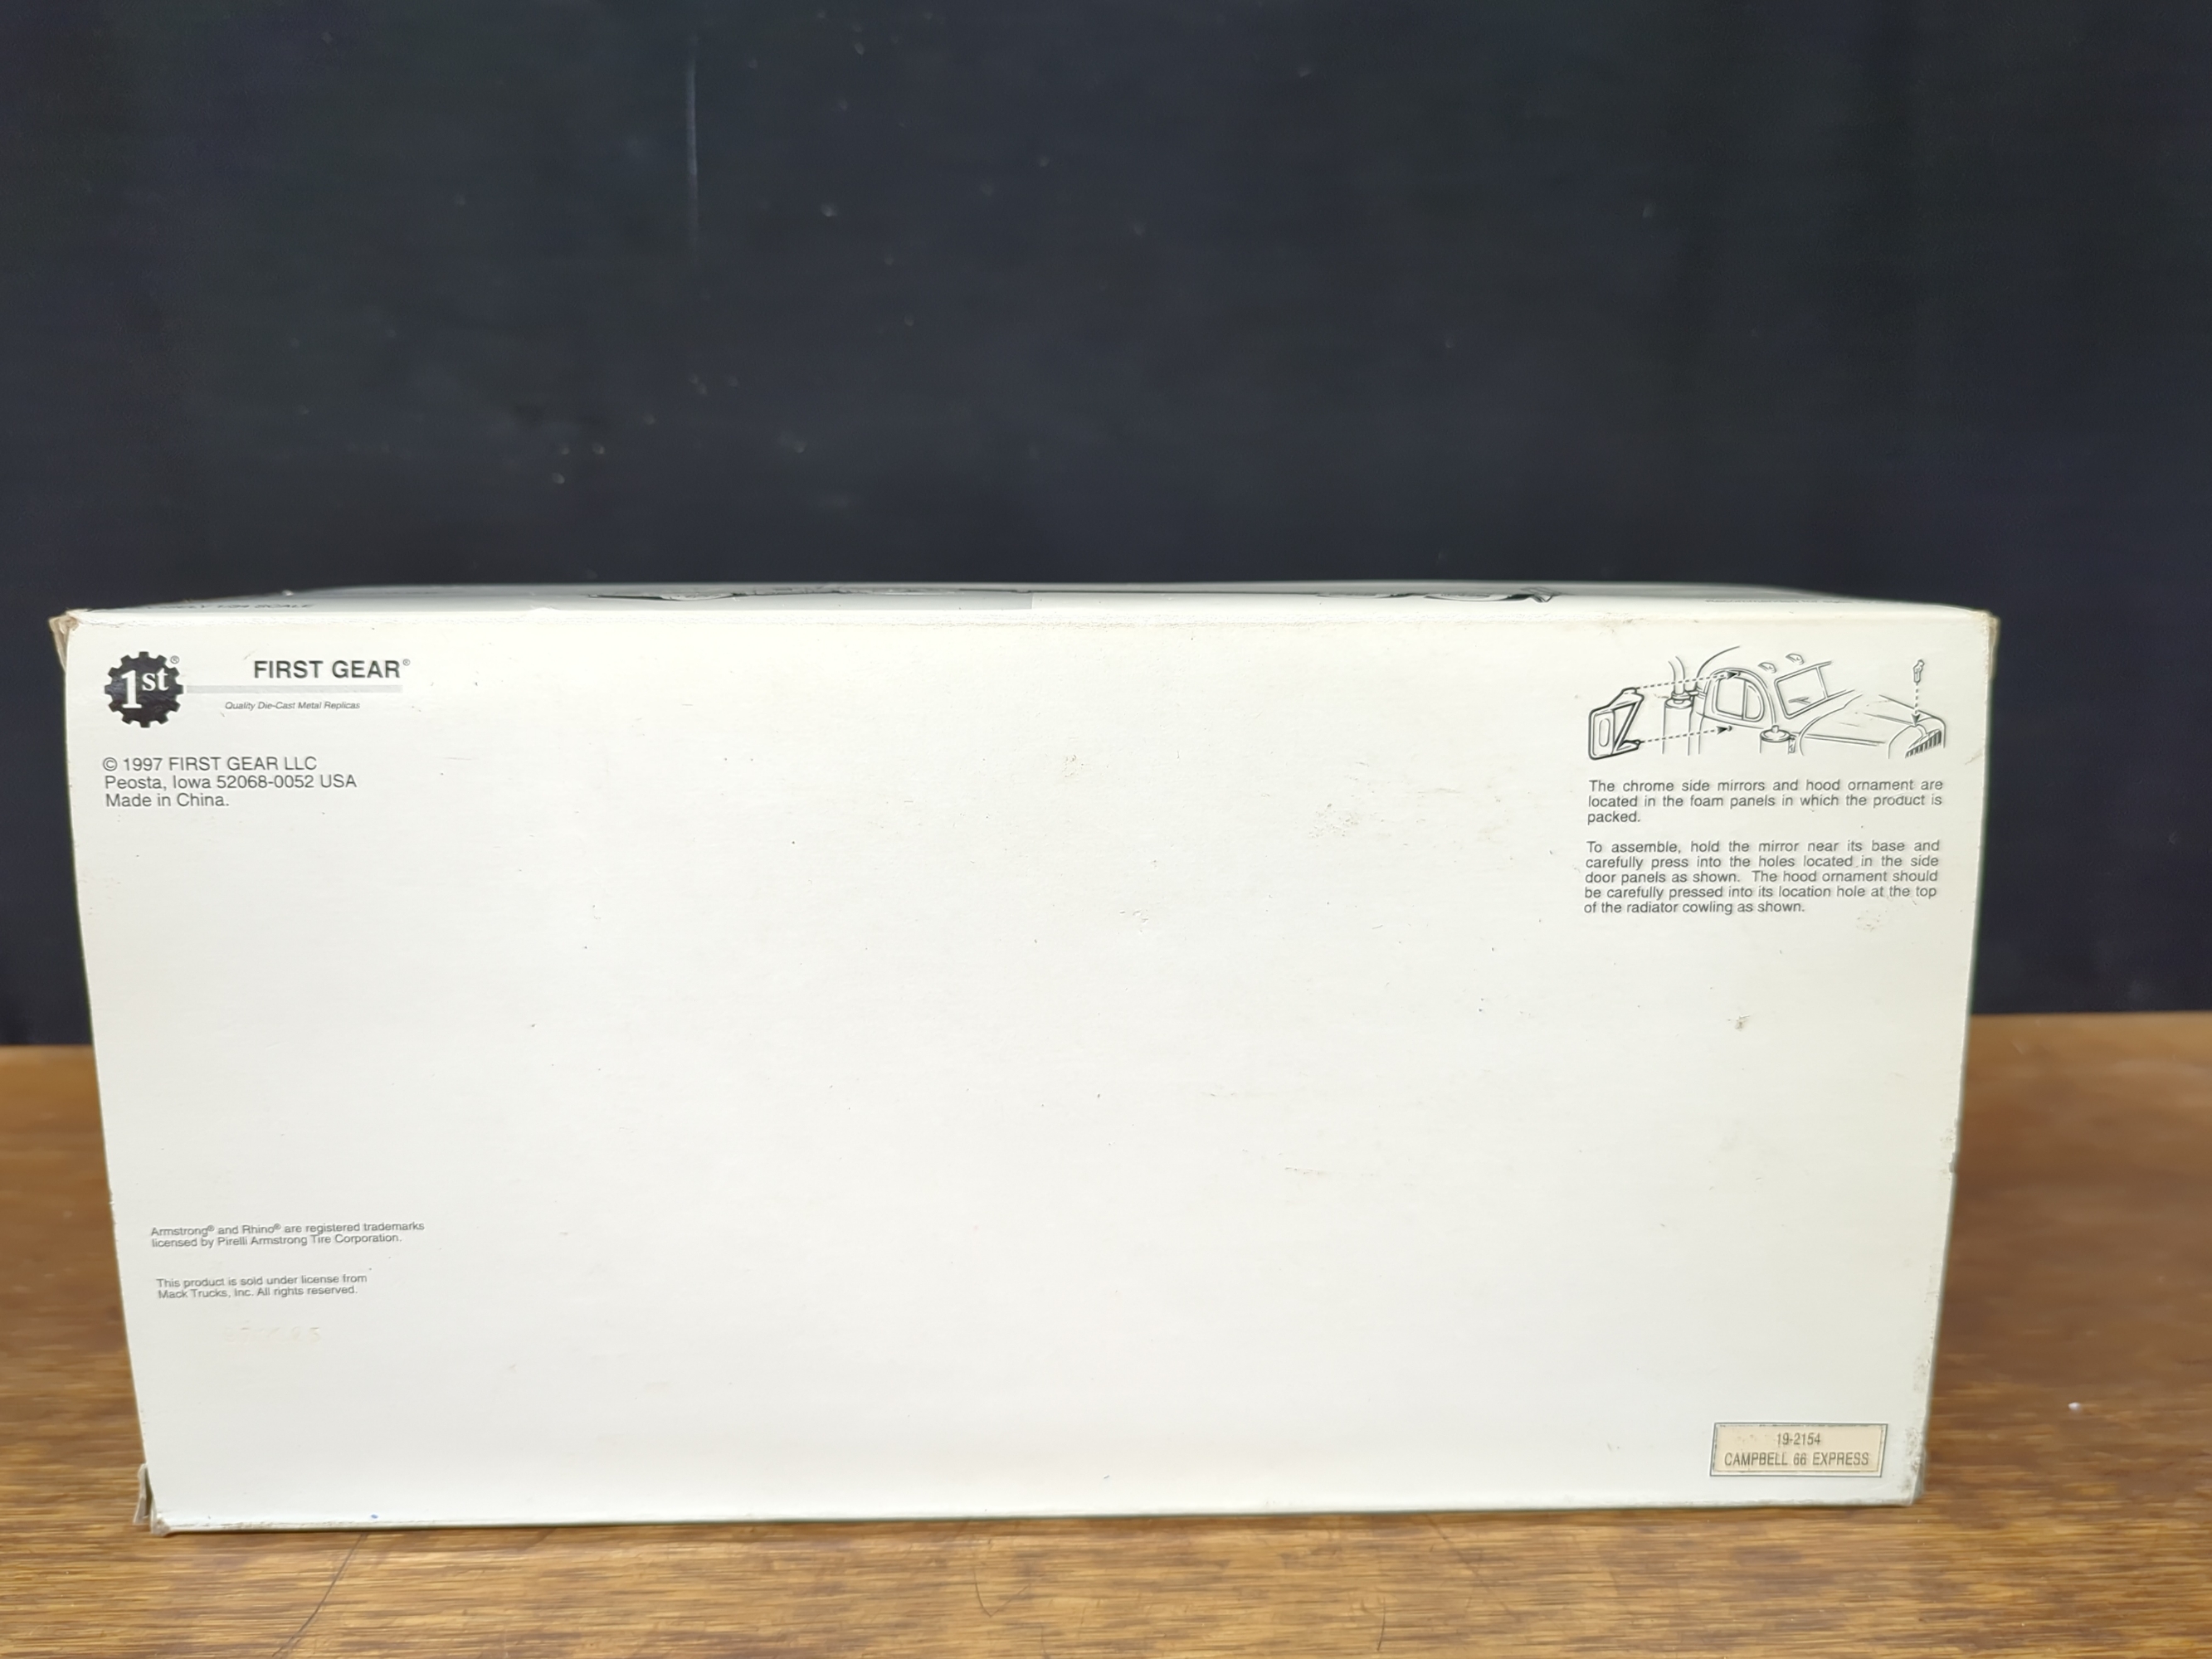 1st®
FIRST GEAR®
Quality Die-Cast Metal Replicas
© 1997 FIRST GEAR LLC
Peosta, Iowa 52068-0052 USA
Made in China.
The chrome side mirrors and hood ornament are
located in the foam panels in which the product is
packed.
To assemble, hold the mirror near its base and
carefully press into the holes located in the side
door panels as shown. The hood ornament should
be carefully pressed into its location hole at the top
of the radiator cowling as shown.
Armstrong® and Rhino® are registered trademarks
licensed by Pirelli Armstrong Tire Corporation.
This product is sold under license from
Mack Trucks, Inc. All rights reserved.
19-2154
CAMPBELL 66 EXPRESS